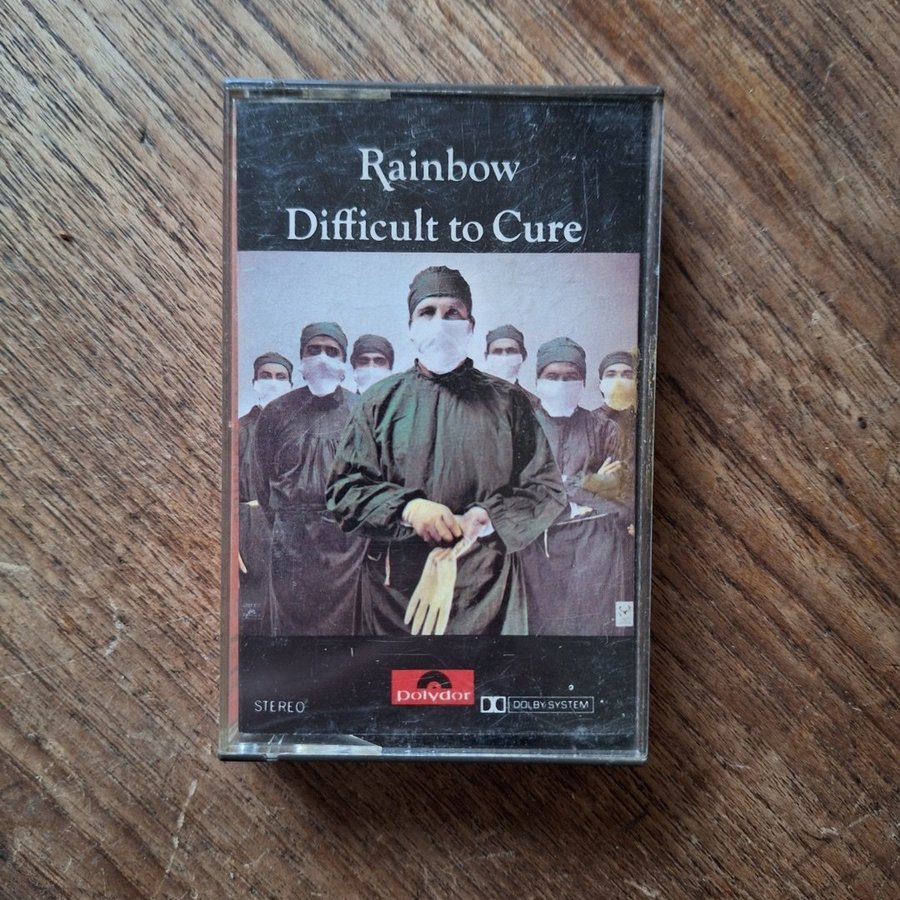 Rainbow
Difficult to Cure
STEREO
polydor
DOLBY SYSTEM